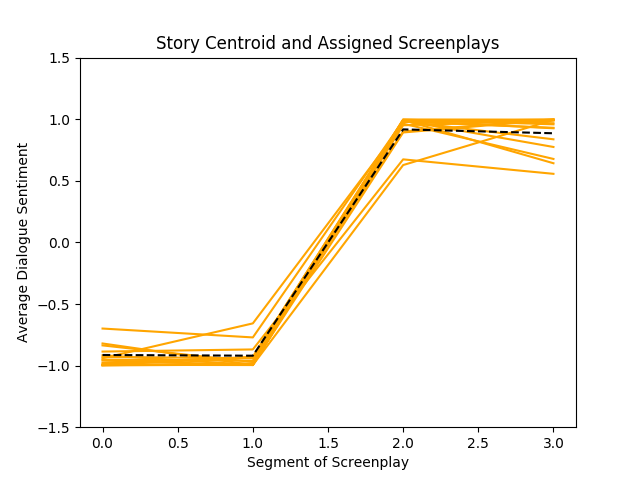 Story Centroid and Assigned Screenplays
Average Dialogue Sentiment
1.5
1.0
0.5
0.0
−0.5
−1.0
−1.5
0.0 0.5 1.0 1.5 2.0 2.5 3.0
Segment of Screenplay